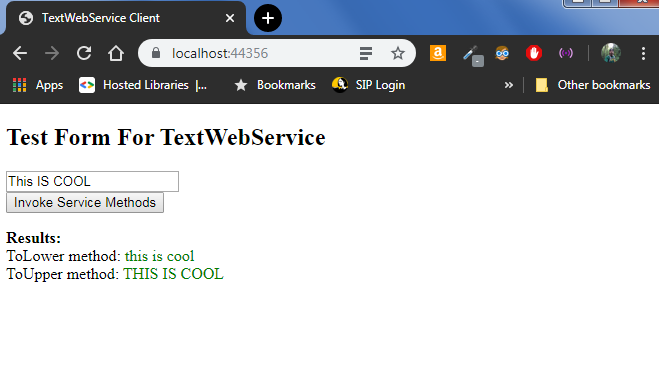 TextWebService Client
localhost:44356
Apps Hosted Libraries |... Bookmarks SIP Login » Other bookmarks
Test Form For TextWebService
This IS COOL
Invoke Service Methods
Results:
ToLower method: this is cool
ToUpper method: THIS IS COOL